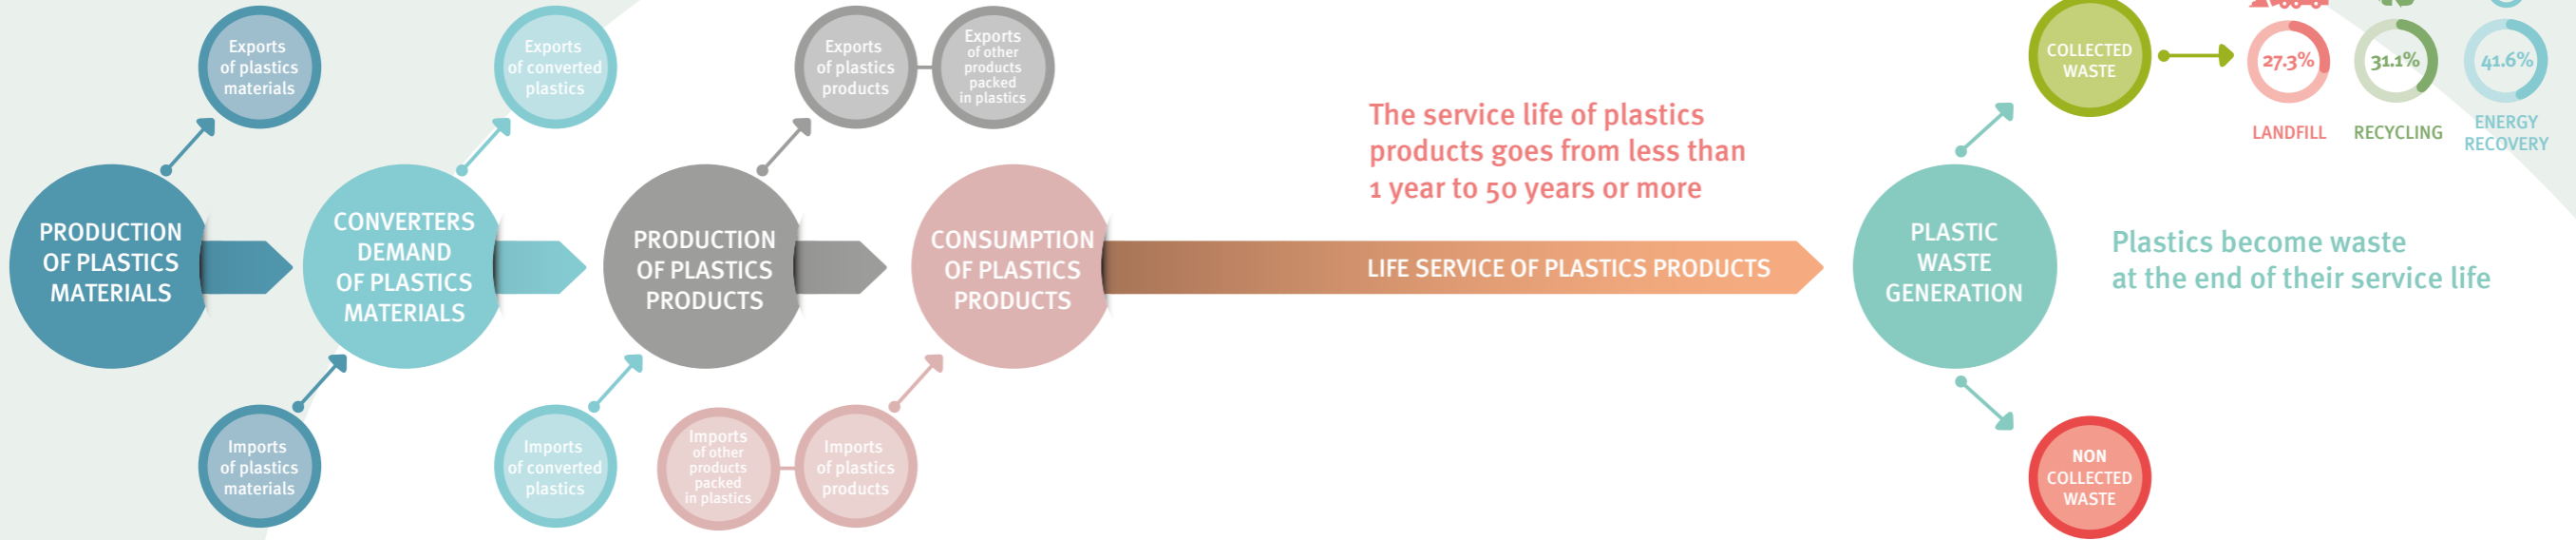 Exports
of plastics
materials
Exports
of converted
plastics
Exports
of plastics
products
Exports
of other
products
packed
in plastics
PRODUCTION
OF PLASTICS
MATERIALS
CONVERTERS
DEMAND
OF PLASTICS
MATERIALS
PRODUCTION
OF PLASTICS
PRODUCTS
CONSUMPTION
OF PLASTICS
PRODUCTS
Imports
of plastics
materials
Imports
of converted
plastics
Imports
of other
products
packed
in plastics
Imports
of plastics
products
The service life of plastics
products goes from less than
1 year to 50 years or more
LIFE SERVICE OF PLASTICS PRODUCTS
PLASTIC
WASTE
GENERATION
COLLECTED
WASTE
27.3%
LANDFILL
31.1%
RECYCLING
41.6%
ENERGY
RECOVERY
Plastics become waste
at the end of their service life
NON
COLLECTED
WASTE